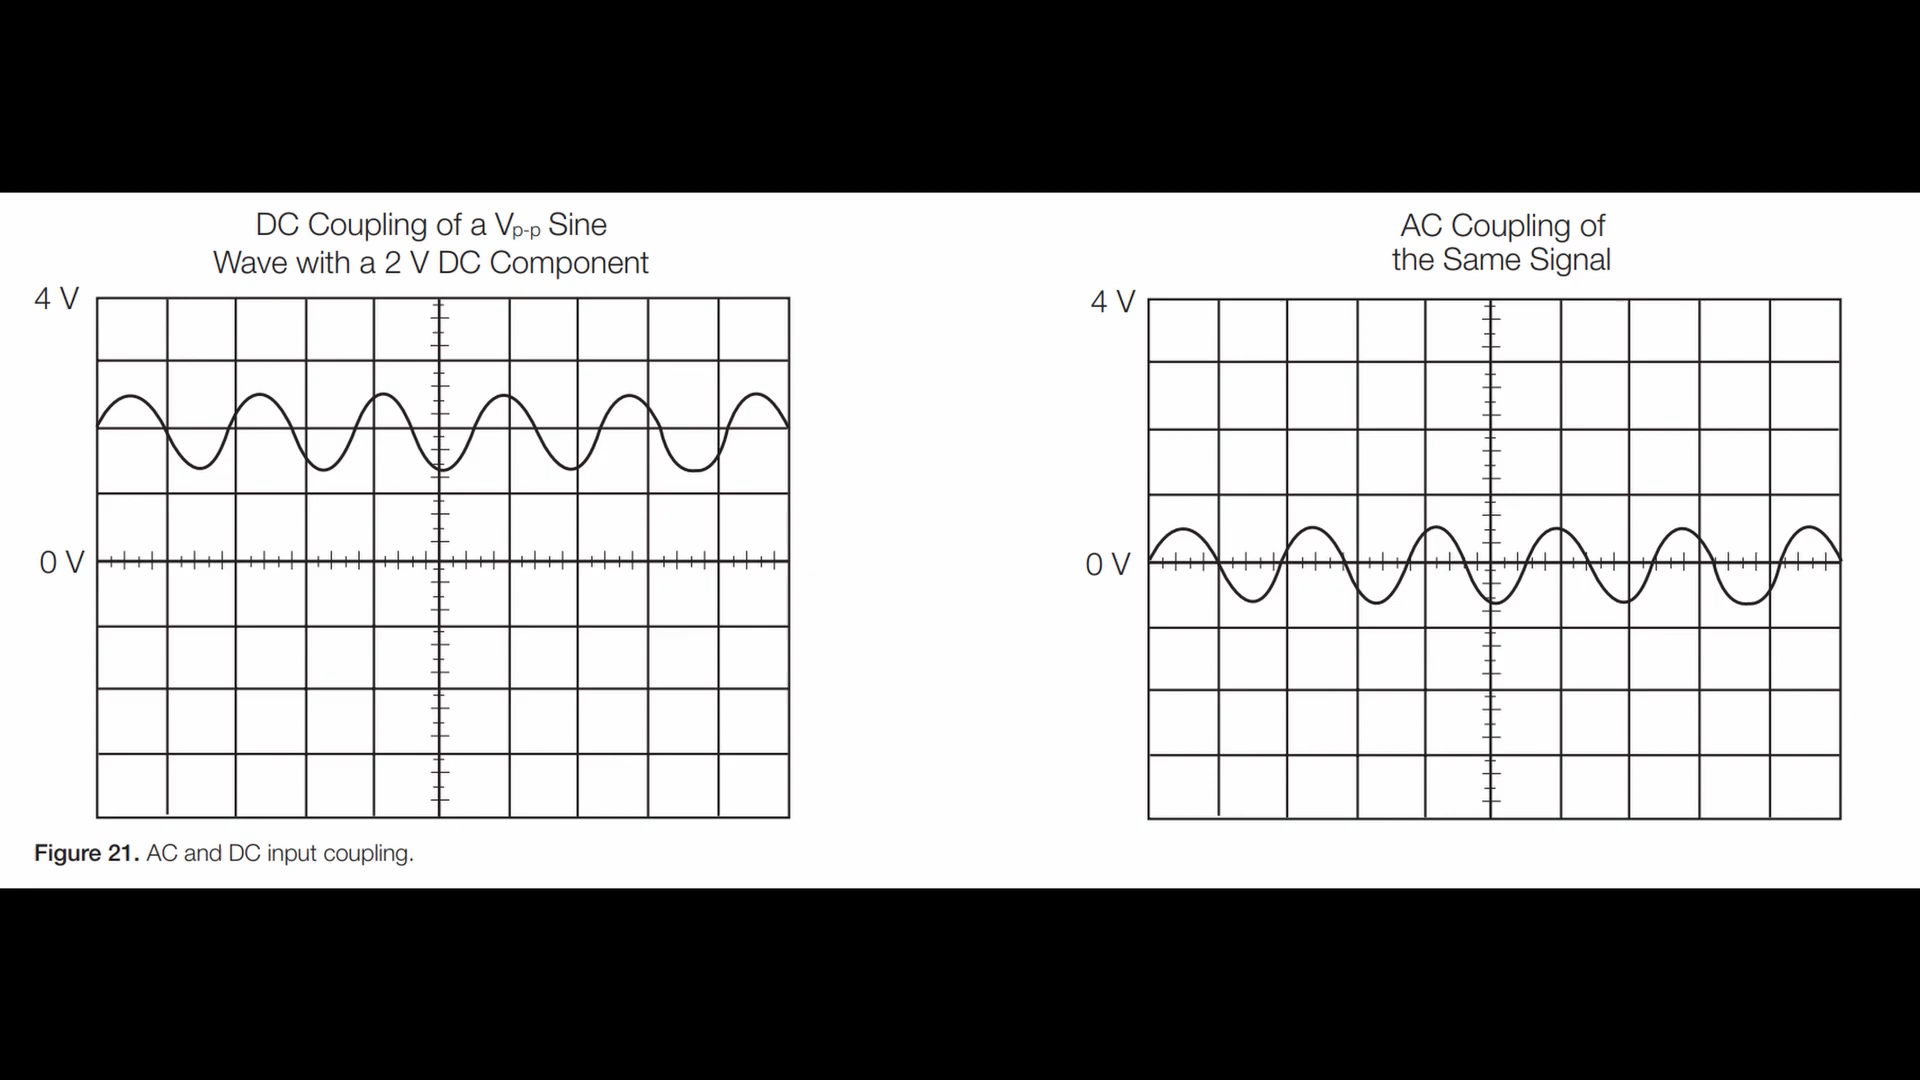 DC Coupling of a Vp-p Sine
Wave with a 2 V DC Component
4 V
0 V
AC Coupling of
the Same Signal
4 V
0 V
Figure 21. AC and DC input coupling.